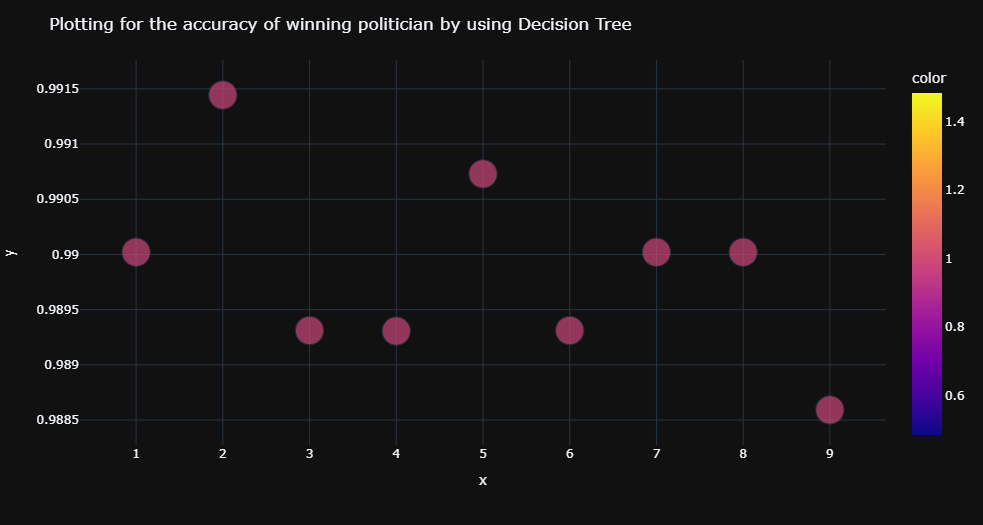 Plotting for the accuracy of winning politician by using Decision Tree
color
0.9915
0.991
0.9905
0.99
0.9895
0.989
0.9885
y
1.4
1.2
1
0.8
0.6
1 2 3 4 5 6 7 8 9
x